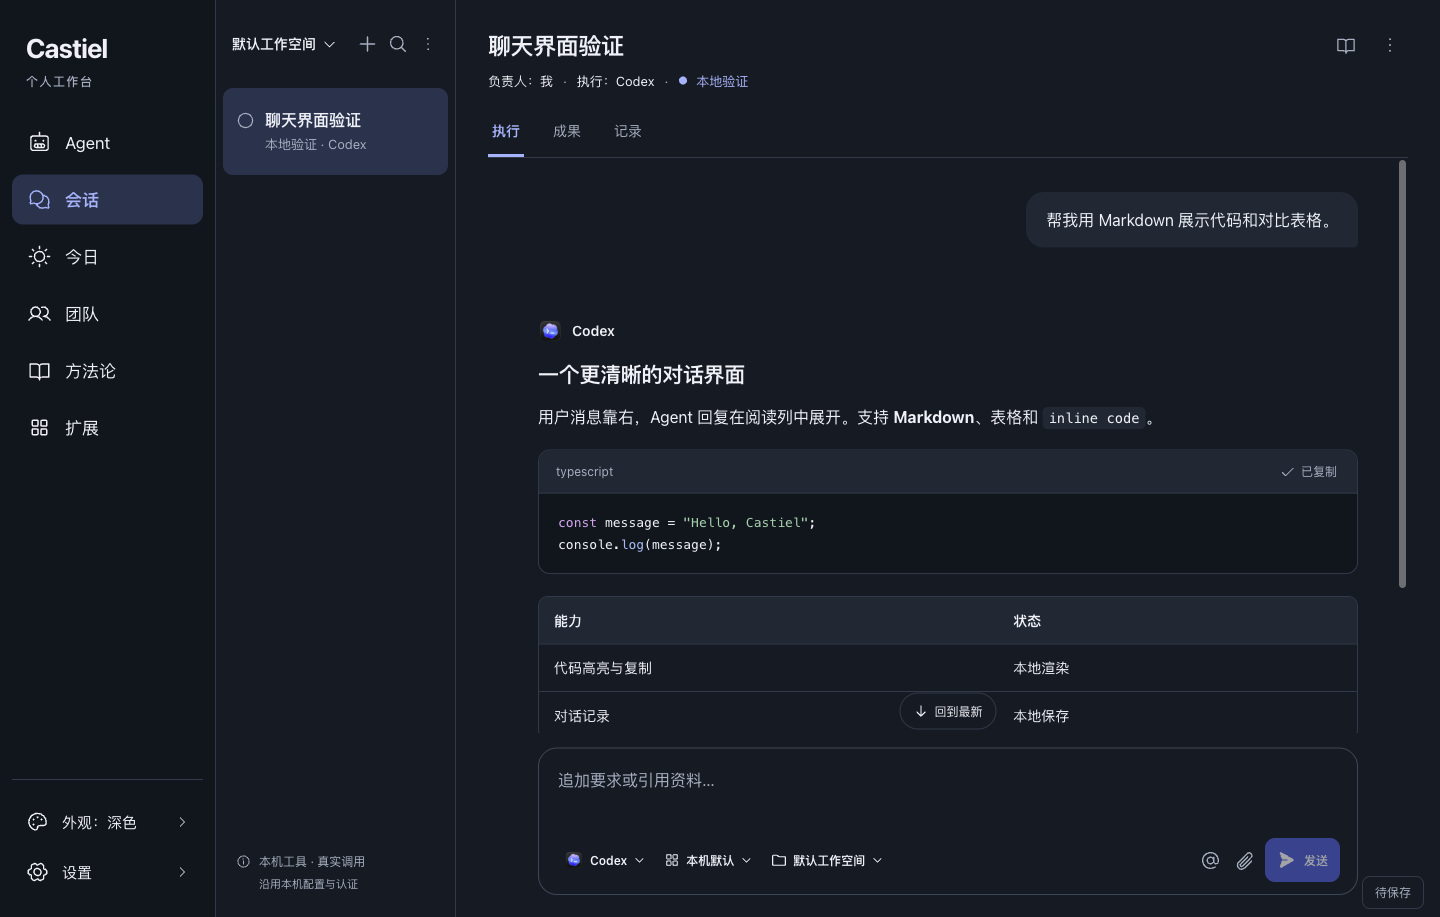 Castiel
个人工作台
Agent
会话
今日
团队
方法论
扩展
外观：深色
设置
默认工作空间
聊天界面验证
本地验证 · Codex
本机工具 · 真实调用
沿用本机配置与认证
聊天界面验证
负责人：我 · 执行：Codex · 本地验证
执行 成果 记录
帮我用 Markdown 展示代码和对比表格。
Codex
一个更清晰的对话界面
用户消息靠右，Agent 回复在阅读列中展开。支持 Markdown、表格和 inline code。
typescript 已复制
const message = "Hello, Castiel";
console.log(message);
能力 状态
代码高亮与复制 本地渲染
对话记录 本地保存
回到最新
追加要求或引用资料...
Codex 本机默认 默认工作空间 发送
待保存